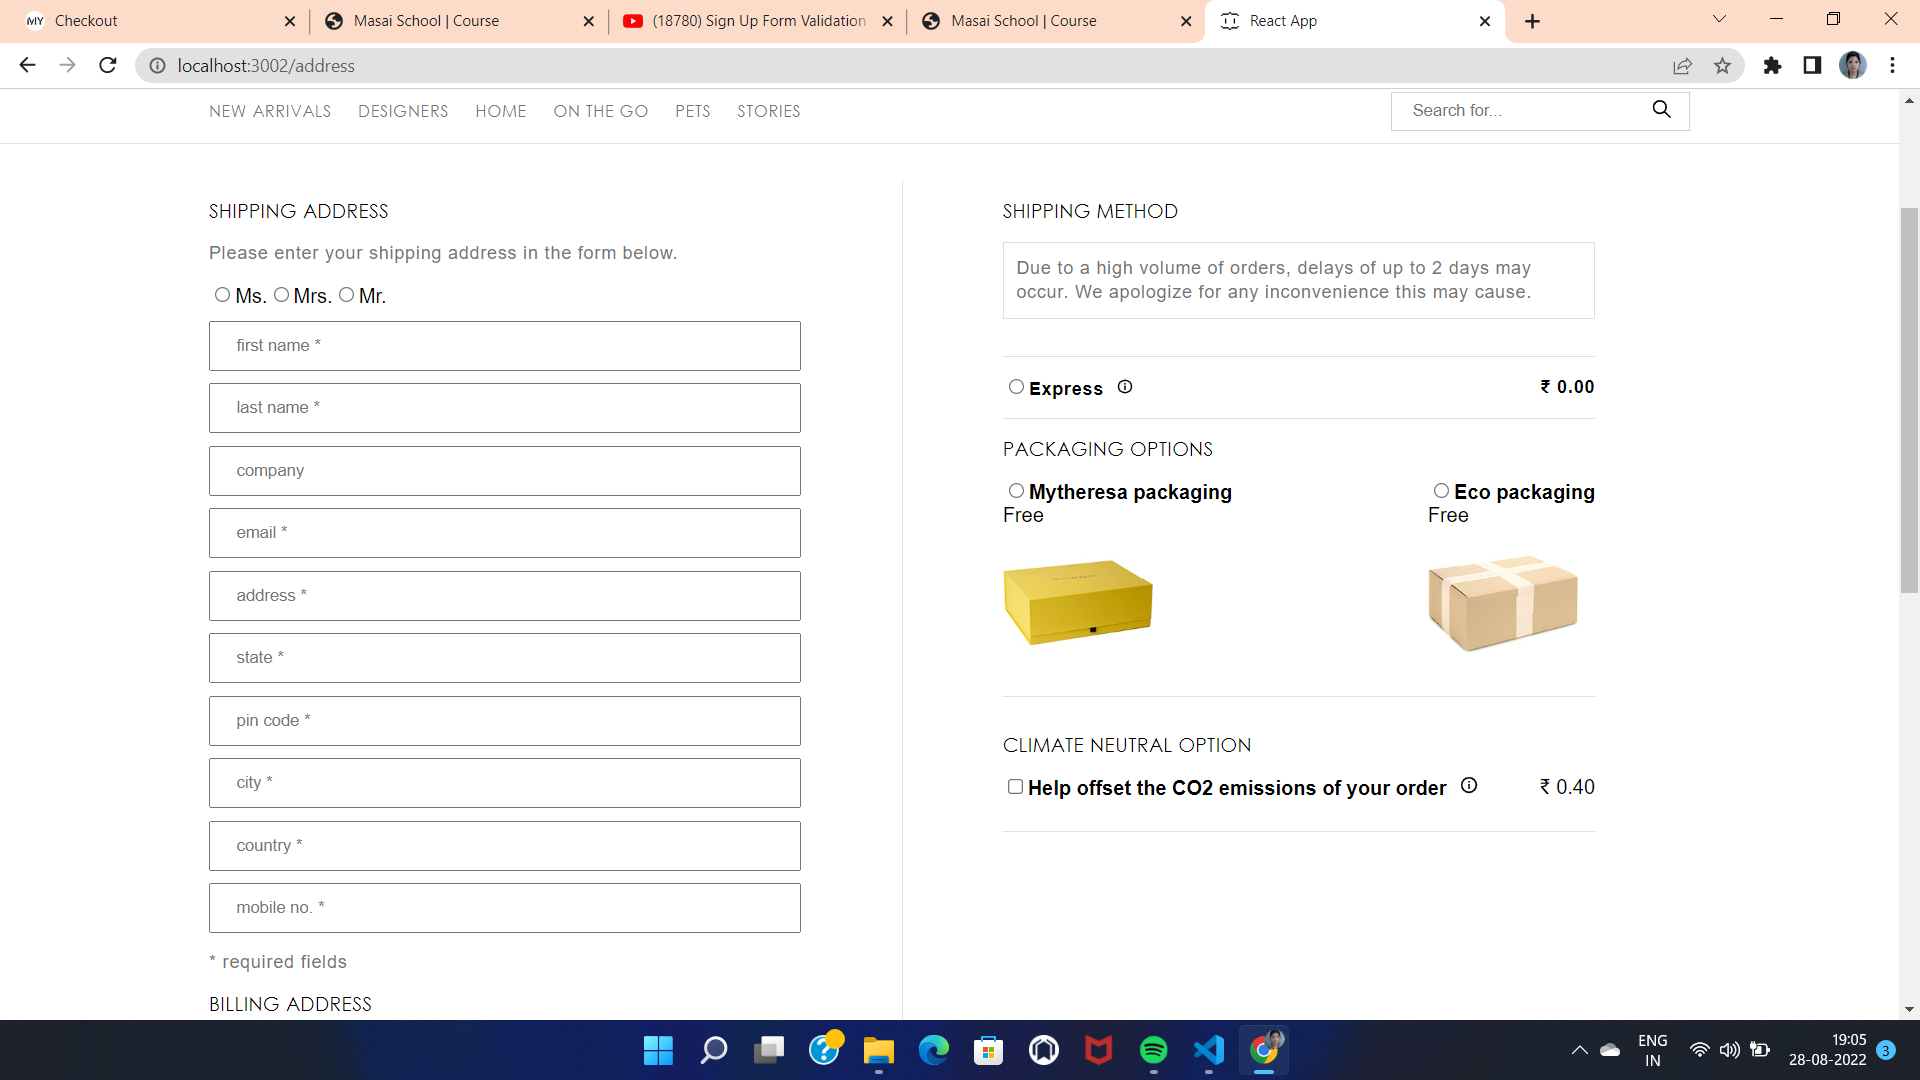 MY Checkout
Masai School | Course
(18780) Sign Up Form Validation
Masai School | Course
React App
localhost:3002/address
NEW ARRIVALS DESIGNERS HOME ON THE GO PETS STORIES
Search for...
SHIPPING ADDRESS
Please enter your shipping address in the form below.
Ms. Mrs. Mr.
first name *
last name *
company
email *
address *
state *
pin code *
city *
country *
mobile no. *
* required fields
BILLING ADDRESS
SHIPPING METHOD
Due to a high volume of orders, delays of up to 2 days may
occur. We apologize for any inconvenience this may cause.
Express ₹ 0.00
PACKAGING OPTIONS
Mytheresa packaging
Free
Eco packaging
Free
CLIMATE NEUTRAL OPTION
Help offset the CO2 emissions of your order ₹ 0.40
ENG
IN
19:05
28-08-2022
3